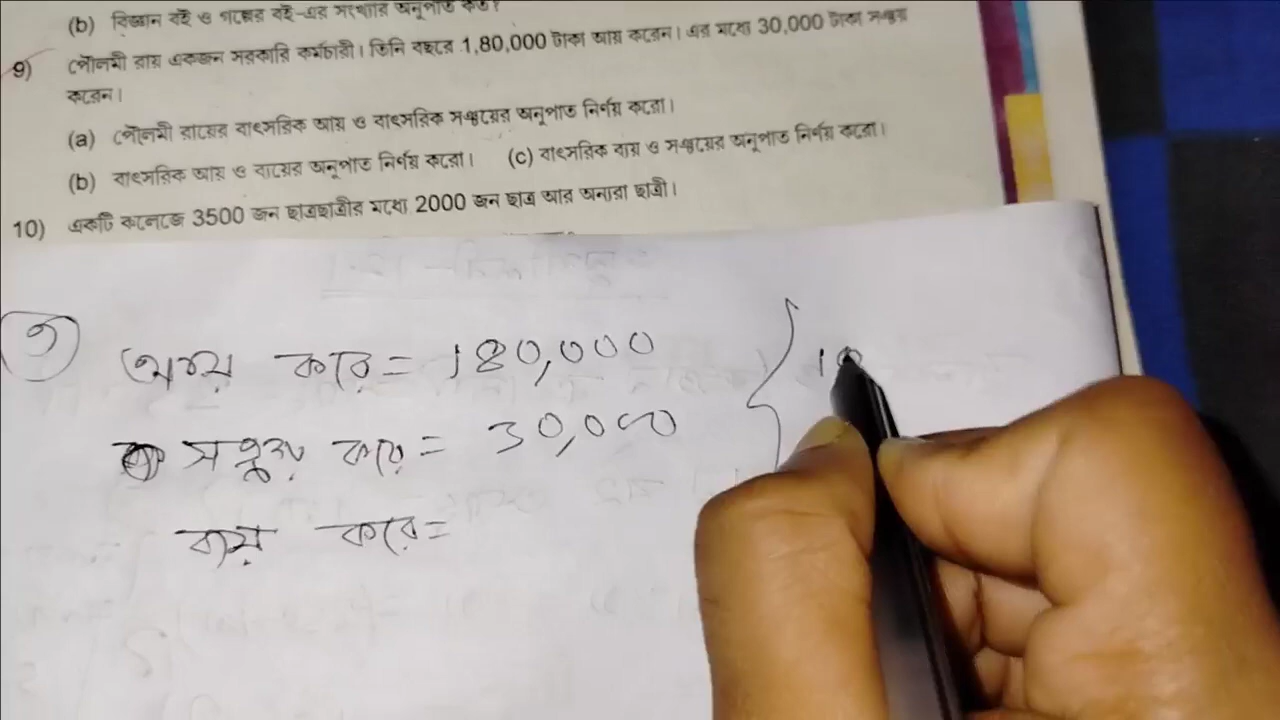 (b) বিজ্ঞান বই ও গল্পের বই-এর সংখ্যার অনুপাত কত?
9) পৌলমী রায় একজন সরকারি কর্মচারী। তিনি বছরে 1,80,000 টাকা আয় করেন। এর মধ্যে 30,000 টাকা সঞ্চয়
করেন।
(a) পৌলমী রায়ের বাৎসরিক আয় ও বাৎসরিক সঞ্চয়ের অনুপাত নির্ণয় করো।
(b) বাৎসরিক আয় ও ব্যয়ের অনুপাত নির্ণয় করো। (c) বাৎসরিক ব্যয় ও সঞ্চয়ের অনুপাত নির্ণয় করো।
10) একটি কলেজে 3500 জন ছাত্রছাত্রীর মধ্যে 2000 জন ছাত্র আর অন্যরা ছাত্রী।
আয় করে = 180,000
সঞ্চয় করে = 30,000
ব্যয় করে =